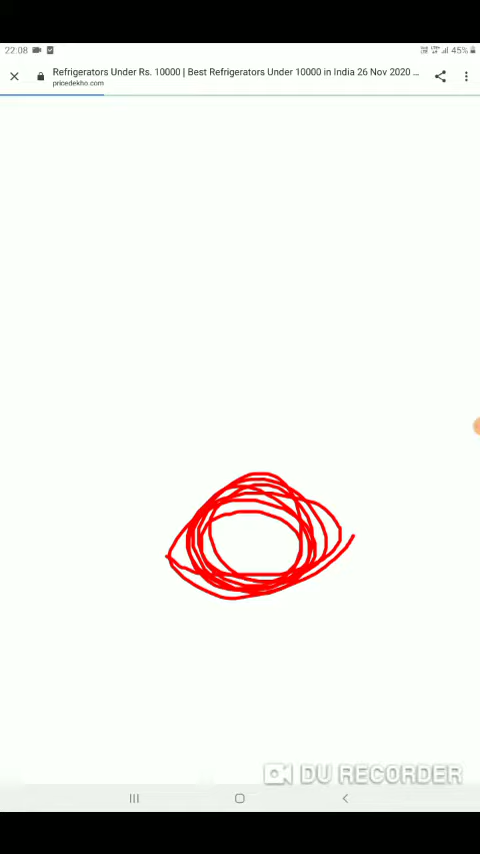 22:08
45%
Refrigerators Under Rs. 10000 | Best Refrigerators Under 10000 in India 26 Nov 2020 ...
pricedekho.com
DU RECORDER